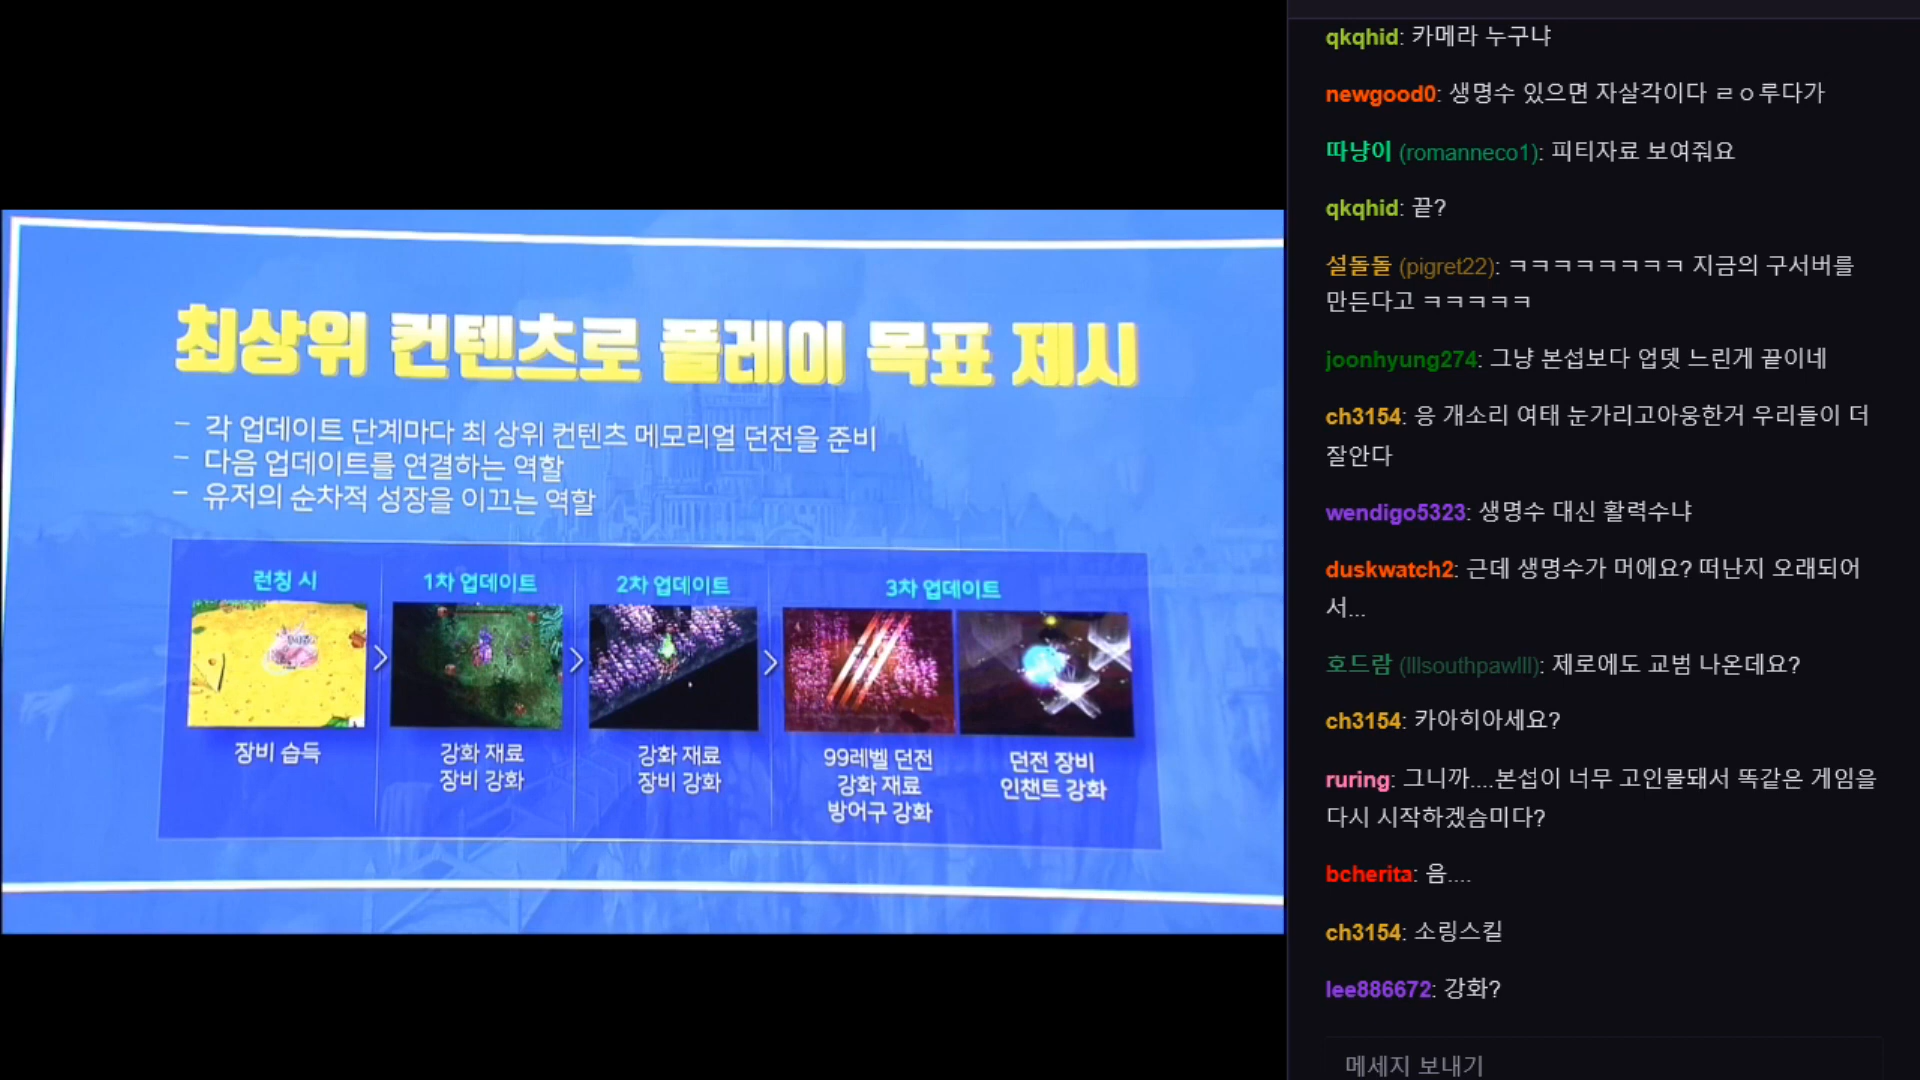 최상위 컨텐츠로 플레이 목표 제시
- 각 업데이트 단계마다 최 상위 컨텐츠 메모리얼 던전을 준비
- 다음 업데이트를 연결하는 역할
- 유저의 순차적 성장을 이끄는 역할
런칭 시
1차 업데이트
2차 업데이트
3차 업데이트
장비 습득
강화 재료
장비 강화
강화 재료
장비 강화
99레벨 던전
강화 재료
방어구 강화
던전 장비
인챈트 강화
qkqhid: 카메라 누구냐
newgood0: 생명수 있으면 자살각이다 ㄹㅇ루다가
따냥이 (romanneco1): 피티자료 보여줘요
qkqhid: 끝?
설돌돌 (pigret22): ㅋㅋㅋㅋㅋㅋㅋㅋ 지금의 구서버를
만든다고 ㅋㅋㅋㅋㅋ
joonhyung274: 그냥 본섭보다 업뎃 느린게 끝이네
ch3154: 응 개소리 여태 눈가리고아웅한거 우리들이 더
잘안다
wendigo5323: 생명수 대신 활력수냐
duskwatch2: 근데 생명수가 머에요? 떠난지 오래되어
서...
호드람 (lllsouthpawlll): 제로에도 교범 나온데요?
ch3154: 카아히아세요?
ruring: 그니까....본섭이 너무 고인물돼서 똑같은 게임을
다시 시작하겠슴미다?
bcherita: 음....
ch3154: 소링스킬
lee886672: 강화?
메세지 보내기